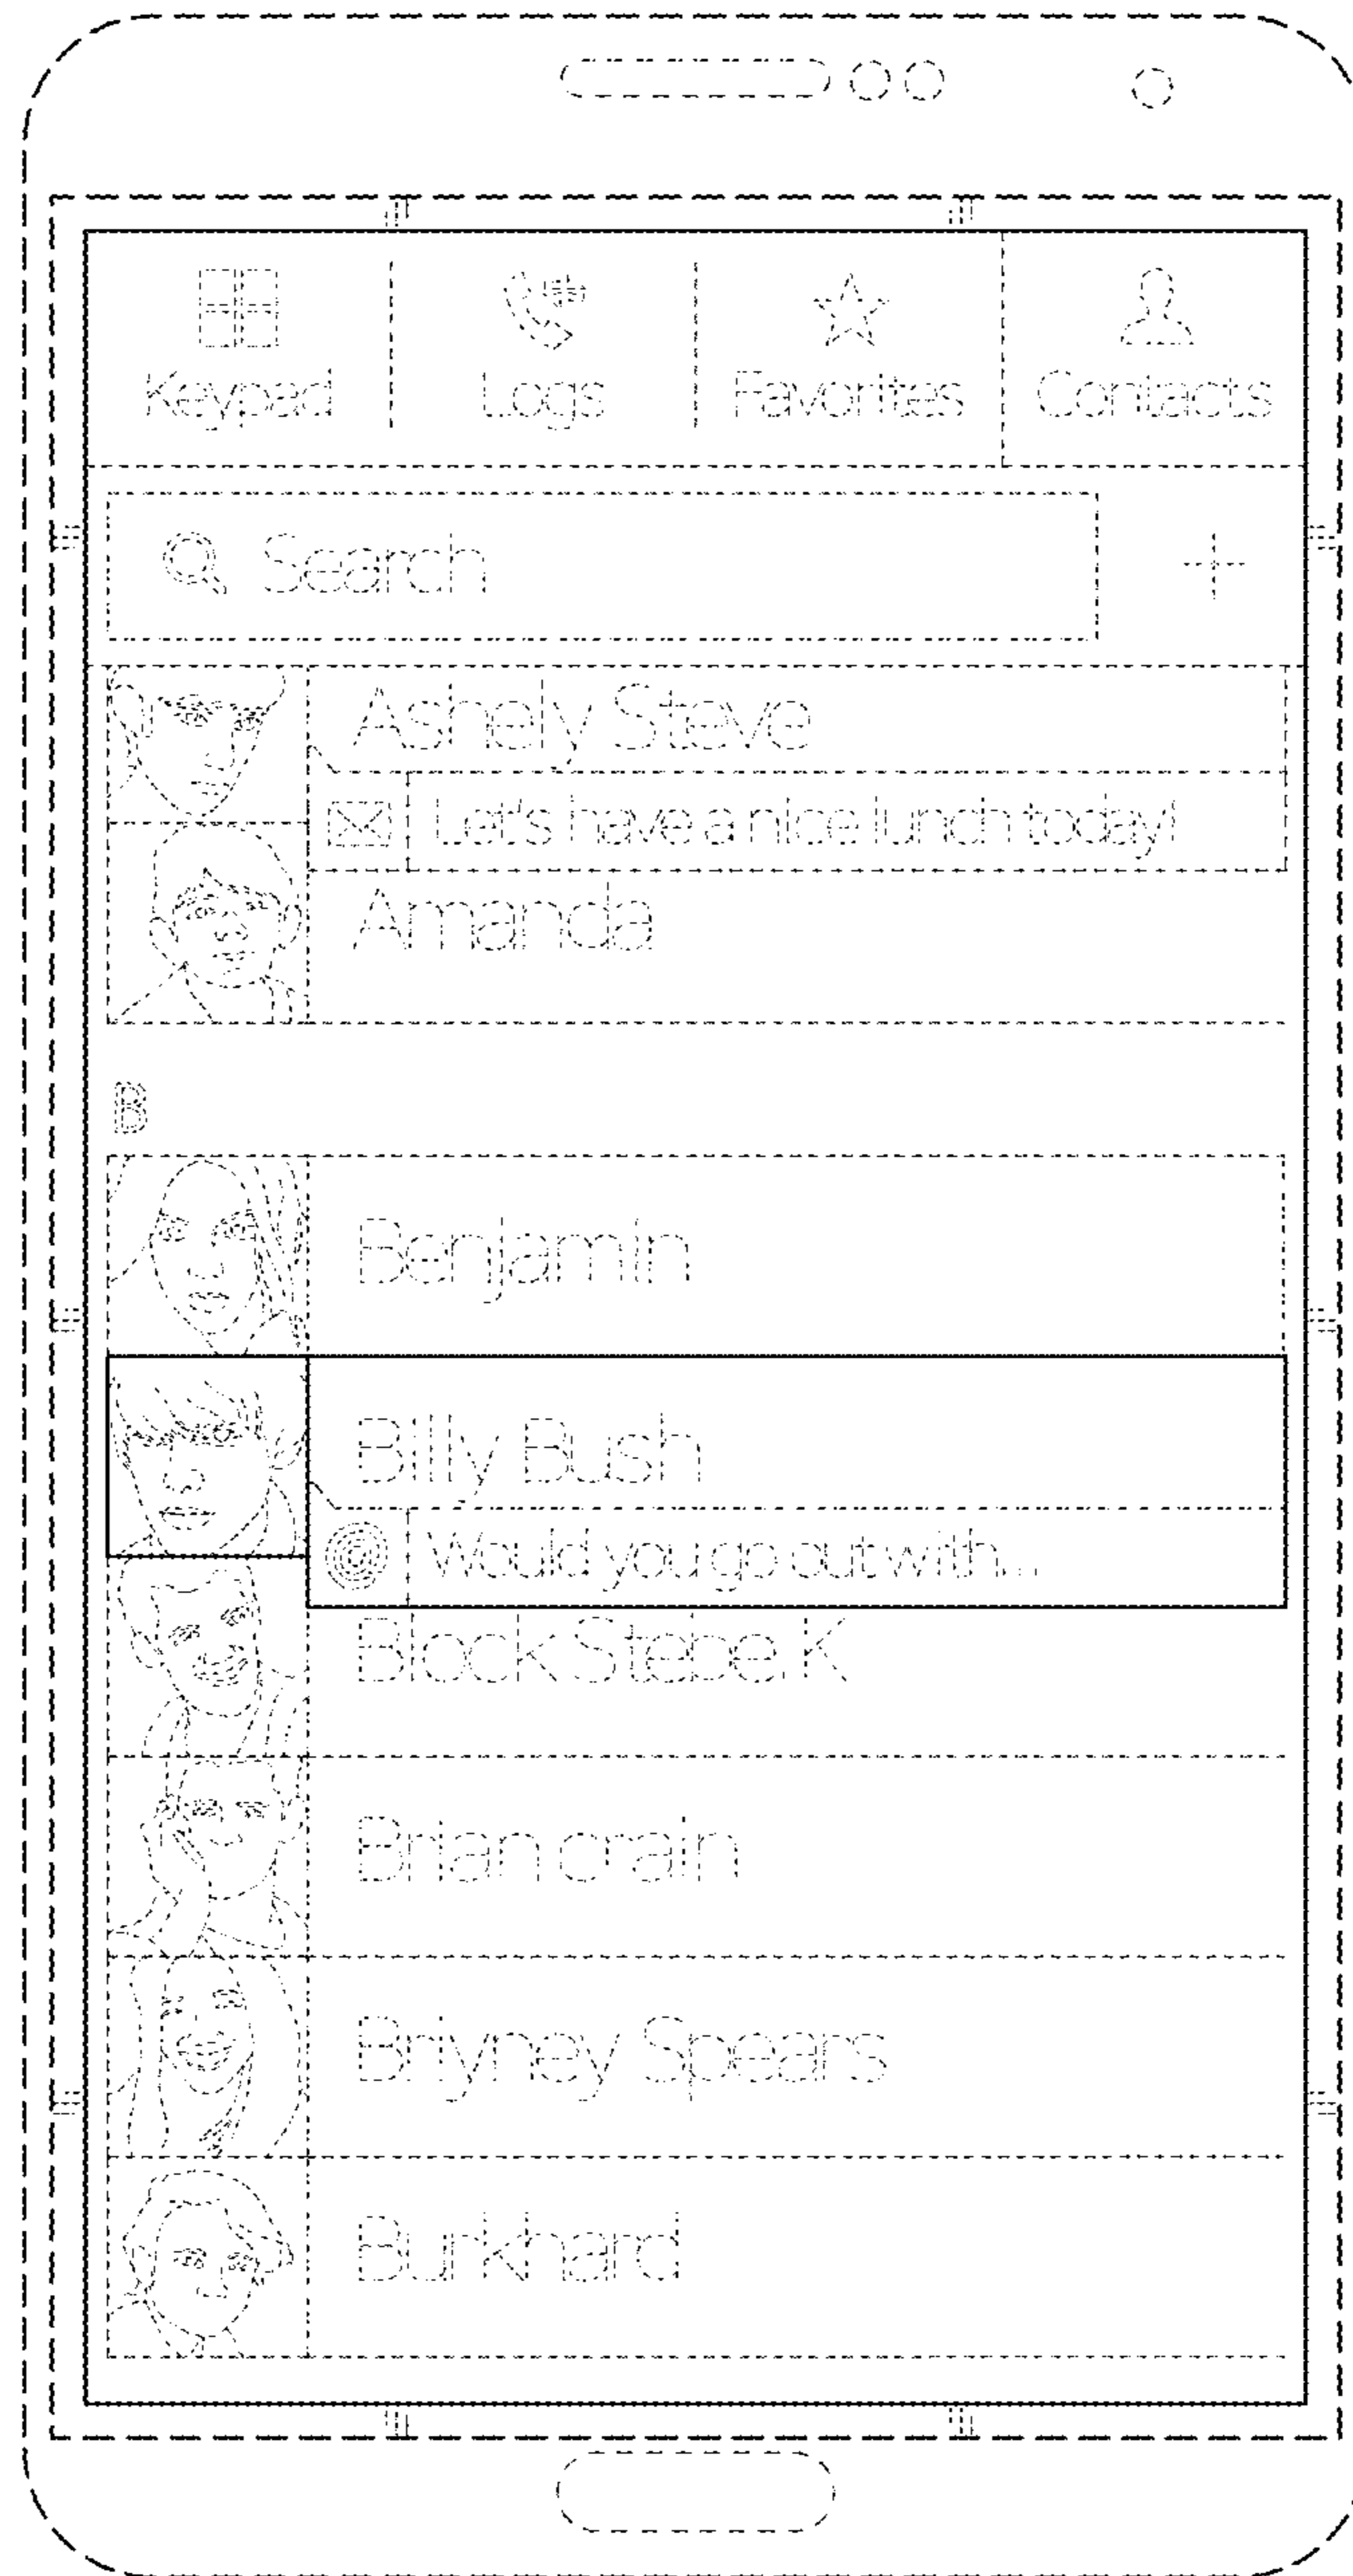 Keypad Logs Favorites Contacts
Search
Ashely Steve
Let's have a nice lunch today!
Amanda
B
Benjamin
Billy Bush
Would you go out with...
Block Stebe. K
Brian crain
Briyney Spears
Burkhard